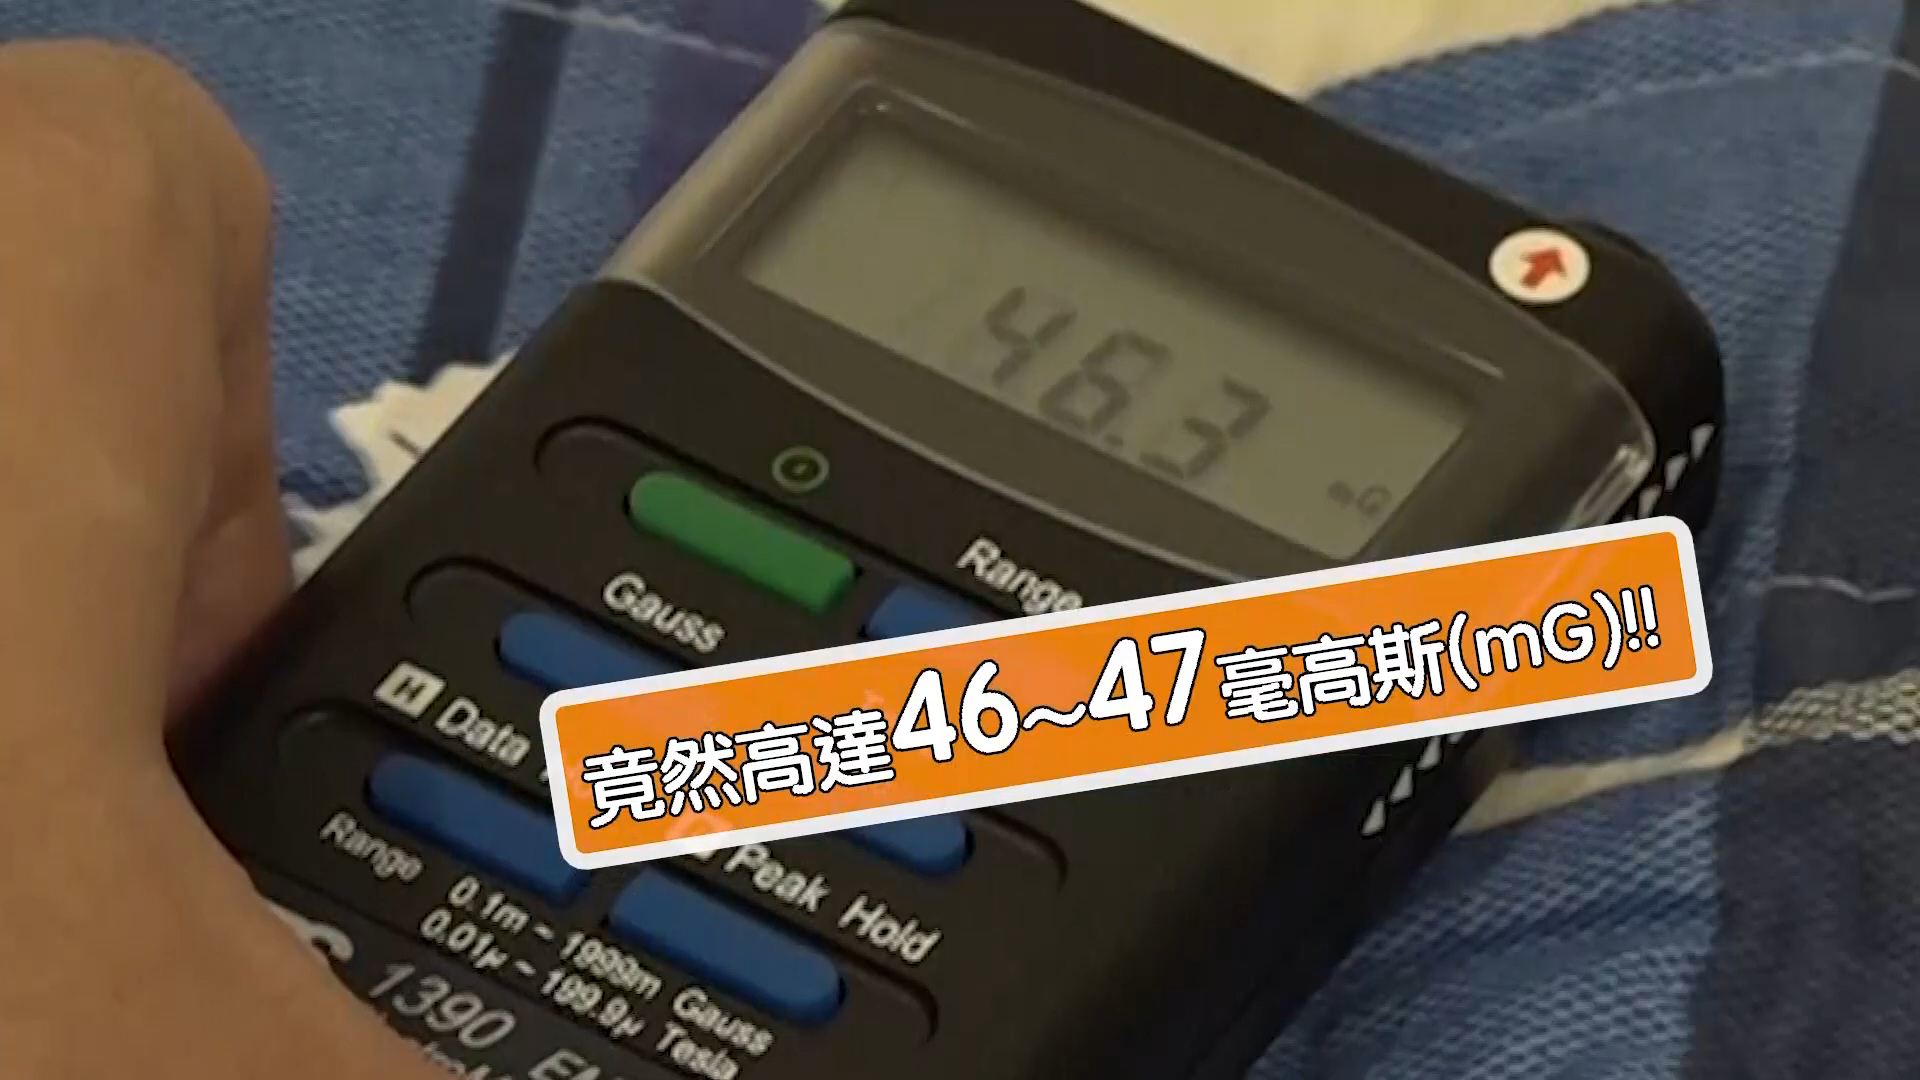 46.3
mG
Range
Gauss
竟然高達46~47毫高斯(mG)!!
H Data
Peak Hold
Range 0.1m ~ 1999m Gauss
0.01μ ~ 199.9μ Tesla
1390